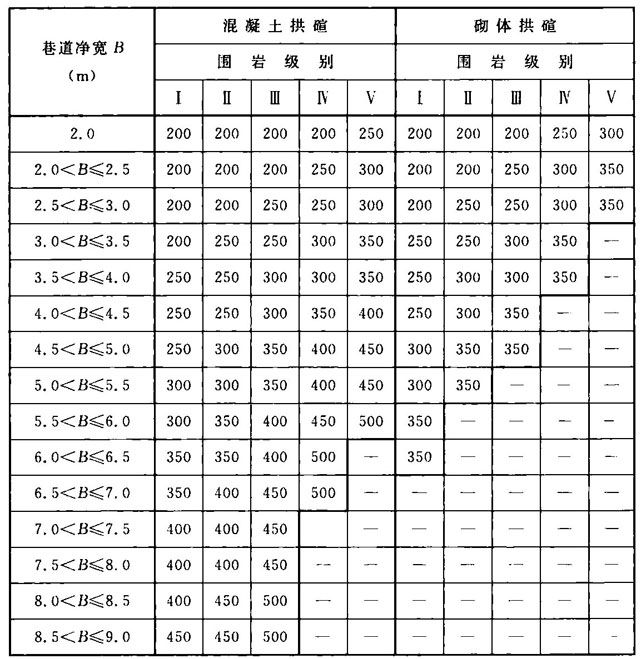 巷道净宽 B (m) 混凝土拱碹 砌体拱碹
围岩级别 围岩级别
Ⅰ Ⅱ Ⅲ Ⅳ Ⅴ Ⅰ Ⅱ Ⅲ Ⅳ Ⅴ
2.0 200 200 200 200 250 200 200 200 250 300
2.0<B≤2.5 200 200 200 250 300 200 200 250 300 350
2.5<B≤3.0 200 200 250 250 300 200 250 250 300 350
3.0<B≤3.5 200 250 250 300 350 250 250 300 350 —
3.5<B≤4.0 250 250 300 300 350 250 300 300 350 —
4.0<B≤4.5 250 250 300 350 400 250 300 350 — —
4.5<B≤5.0 250 300 350 400 450 300 350 350 — —
5.0<B≤5.5 300 300 350 400 450 300 350 — — —
5.5<B≤6.0 300 350 400 450 500 350 — — — —
6.0<B≤6.5 350 350 400 500 — 350 — — — —
6.5<B≤7.0 350 400 450 500 — — — — — —
7.0<B≤7.5 400 400 450 — — — — — —
7.5<B≤8.0 400 400 450 — — — — — — —
8.0<B≤8.5 400 450 500 — — — — — — —
8.5<B≤9.0 450 450 500 — — — — — — —